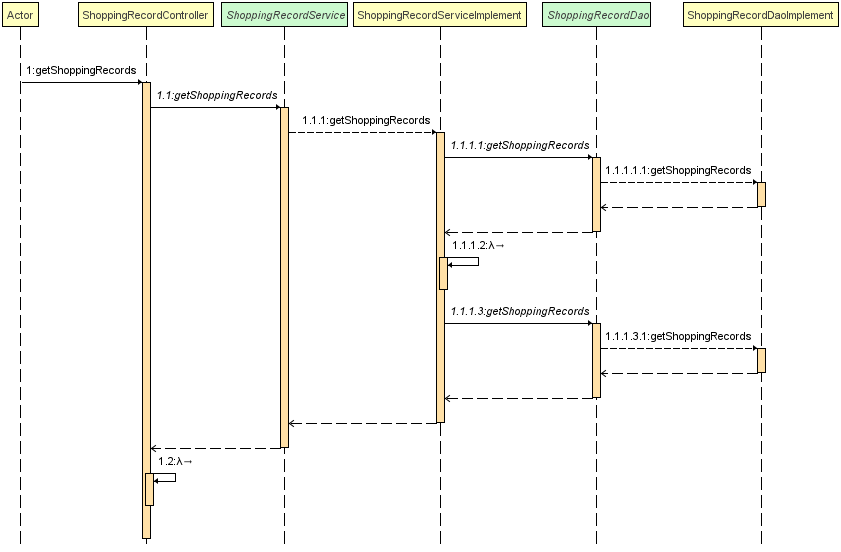 Actor
ShoppingRecordController
ShoppingRecordService
ShoppingRecordServiceImplement
ShoppingRecordDao
ShoppingRecordDaoImplement
1:getShoppingRecords
1.1:getShoppingRecords
1.1.1:getShoppingRecords
1.1.1.1:getShoppingRecords
1.1.1.1.1:getShoppingRecords
1.1.1.2:λ→
1.1.1.3:getShoppingRecords
1.1.1.3.1:getShoppingRecords
1.2:λ→